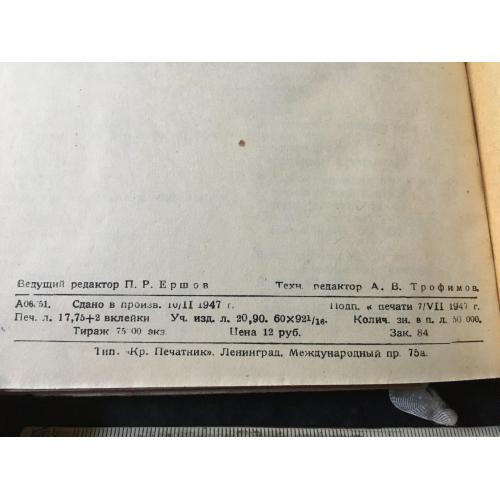 Ведущий редактор П. Р. Ершов Техн. редактор А. В. Трофимов.
Сдано в произв. 10/II 1947 г. Подп. к печати 7/VII 1947 г.
Печ. л. 17,75+2 вклейки Уч. изд. л. 20,90. 60×92¹/₁₆. Колич. зн. в п. л. 50 000.
Тираж 75 00 экз. Цена 12 руб. Зак. 84
Тип. «Кр. Печатник», Ленинград, Международный пр. 75а.